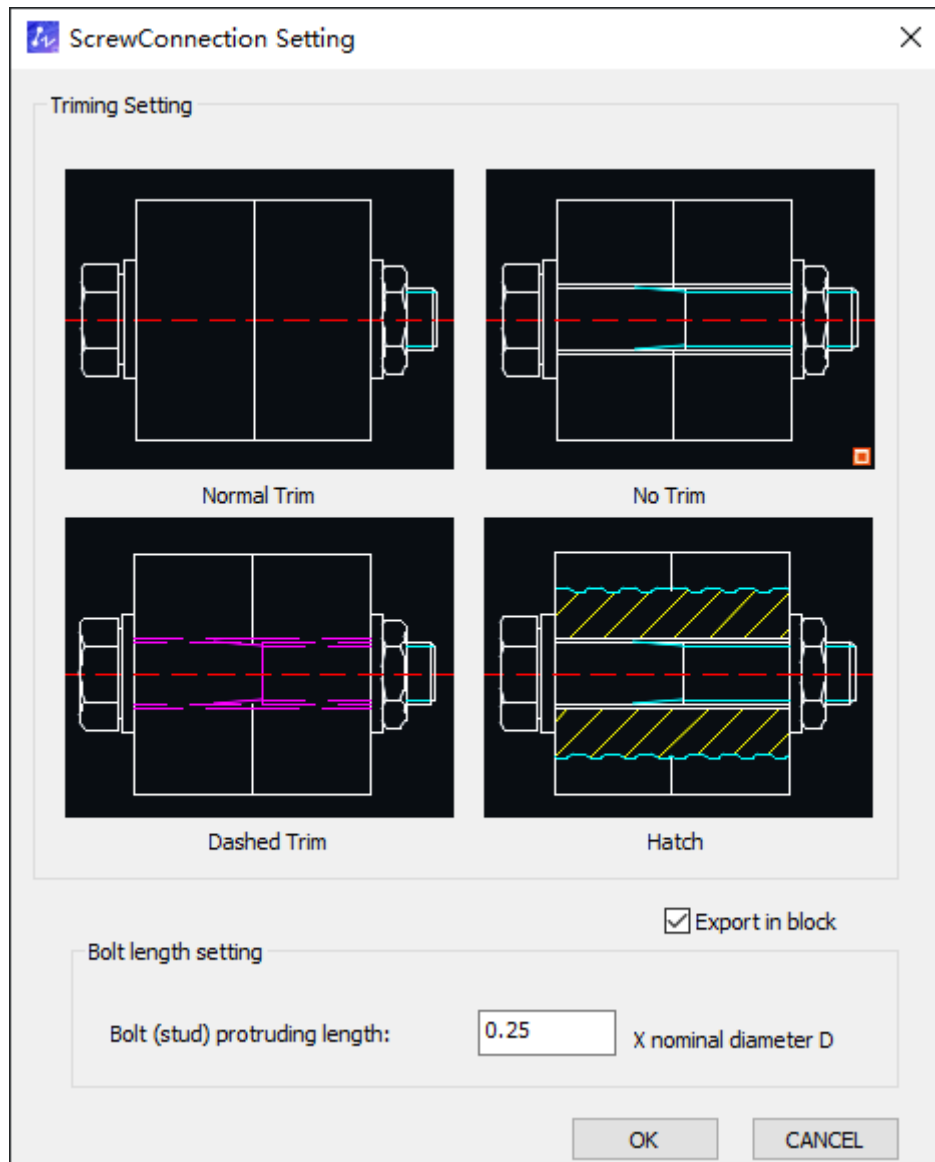 ScrewConnection Setting
Triming Setting
Normal Trim
No Trim
Dashed Trim
Hatch
Export in block
Bolt length setting
Bolt (stud) protruding length:
0.25
X nominal diameter D
OK
CANCEL